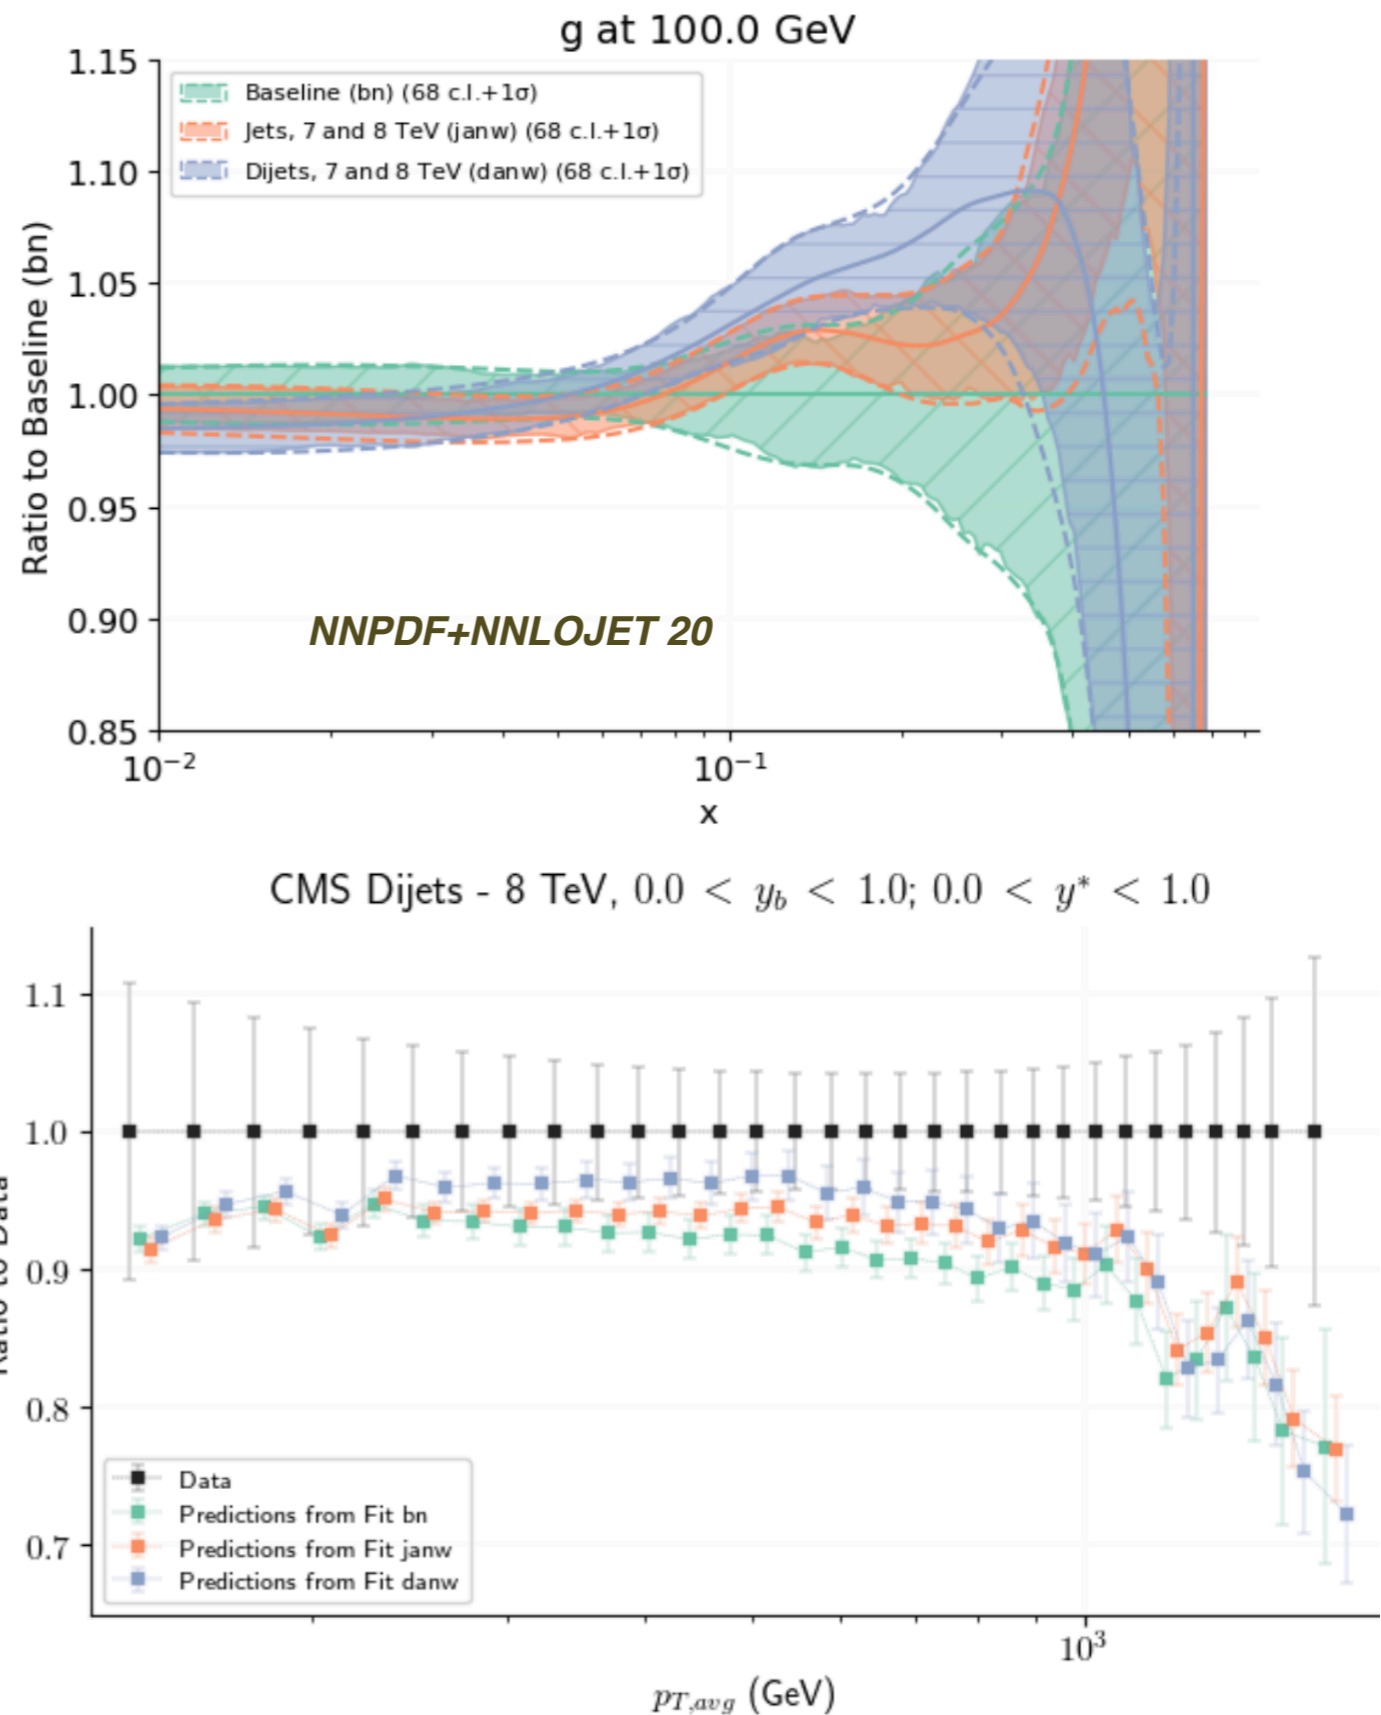 g at 100.0 GeV
1.15
1.10
1.05
1.00
0.95
0.90
0.85
Ratio to Baseline (bn)
Baseline (bn) (68 c.l.+1σ)
Jets, 7 and 8 TeV (janw) (68 c.l.+1σ)
Dijets, 7 and 8 TeV (danw) (68 c.l.+1σ)
NNPDF+NNLOJET 20
10⁻² 10⁻¹
x
CMS Dijets - 8 TeV, 0.0 < y_b < 1.0; 0.0 < y* < 1.0
1.1
1.0
0.9
0.8
0.7
Ratio to Data
Data
Predictions from Fit bn
Predictions from Fit janw
Predictions from Fit danw
10³
p_{T,avg} (GeV)